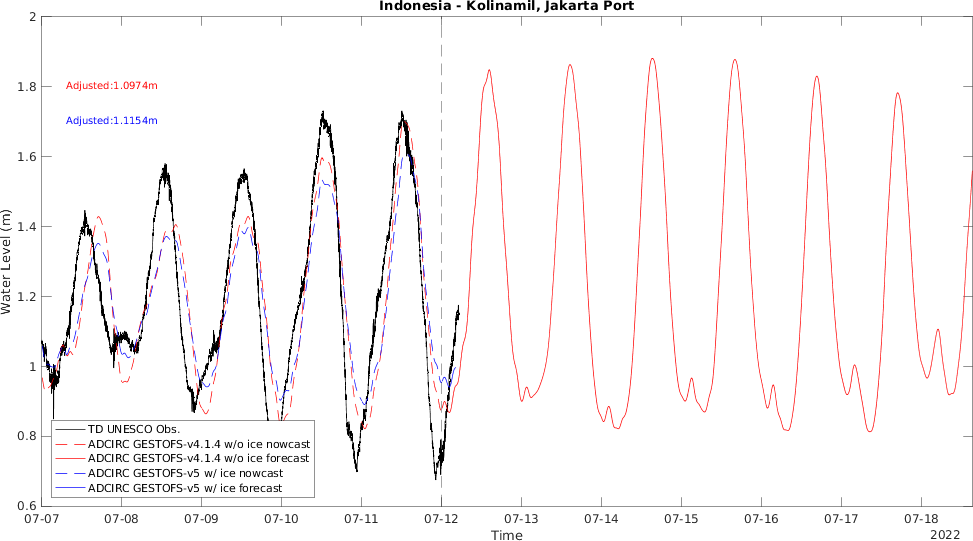 Indonesia - Kolinamil, Jakarta Port
2
1.8
1.6
1.4
1.2
1
0.8
0.6
Water Level (m)
Adjusted:1.0974m
Adjusted:1.1154m
TD UNESCO Obs.
ADCIRC GESTOFS-v4.1.4 w/o ice nowcast
ADCIRC GESTOFS-v4.1.4 w/o ice forecast
ADCIRC GESTOFS-v5 w/ ice nowcast
ADCIRC GESTOFS-v5 w/ ice forecast
07-07 07-08 07-09 07-10 07-11 07-12 07-13 07-14 07-15 07-16 07-17 07-18
Time
2022